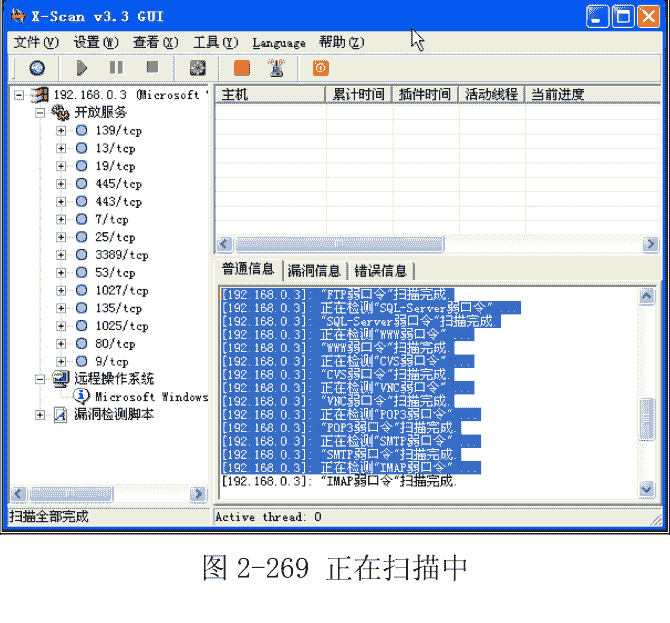 X-Scan v3.3 GUI
文件(V) 设置(W) 查看(X) 工具(Y) Language 帮助(Z)
192.168.0.3 (Microsoft
开放服务
139/tcp
13/tcp
19/tcp
445/tcp
443/tcp
7/tcp
25/tcp
3389/tcp
53/tcp
1027/tcp
135/tcp
1025/tcp
80/tcp
9/tcp
远程操作系统
Microsoft Windows
漏洞检测脚本
主机 累计时间 插件时间 活动线程 当前进度
普通信息 漏洞信息 错误信息
[192.168.0.3]: "FTP弱口令"扫描完成.
[192.168.0.3]: 正在检测"SQL-Server弱口令" ...
[192.168.0.3]: "SQL-Server弱口令"扫描完成.
[192.168.0.3]: 正在检测"WWW弱口令" ...
[192.168.0.3]: "WWW弱口令"扫描完成.
[192.168.0.3]: 正在检测"CVS弱口令" ...
[192.168.0.3]: "CVS弱口令"扫描完成.
[192.168.0.3]: 正在检测"VNC弱口令" ...
[192.168.0.3]: "VNC弱口令"扫描完成.
[192.168.0.3]: 正在检测"POP3弱口令" ...
[192.168.0.3]: "POP3弱口令"扫描完成.
[192.168.0.3]: 正在检测"SMTP弱口令" ...
[192.168.0.3]: "SMTP弱口令"扫描完成.
[192.168.0.3]: 正在检测"IMAP弱口令" ...
[192.168.0.3]: "IMAP弱口令"扫描完成.
扫描全部完成 Active thread: 0
图 2-269 正在扫描中